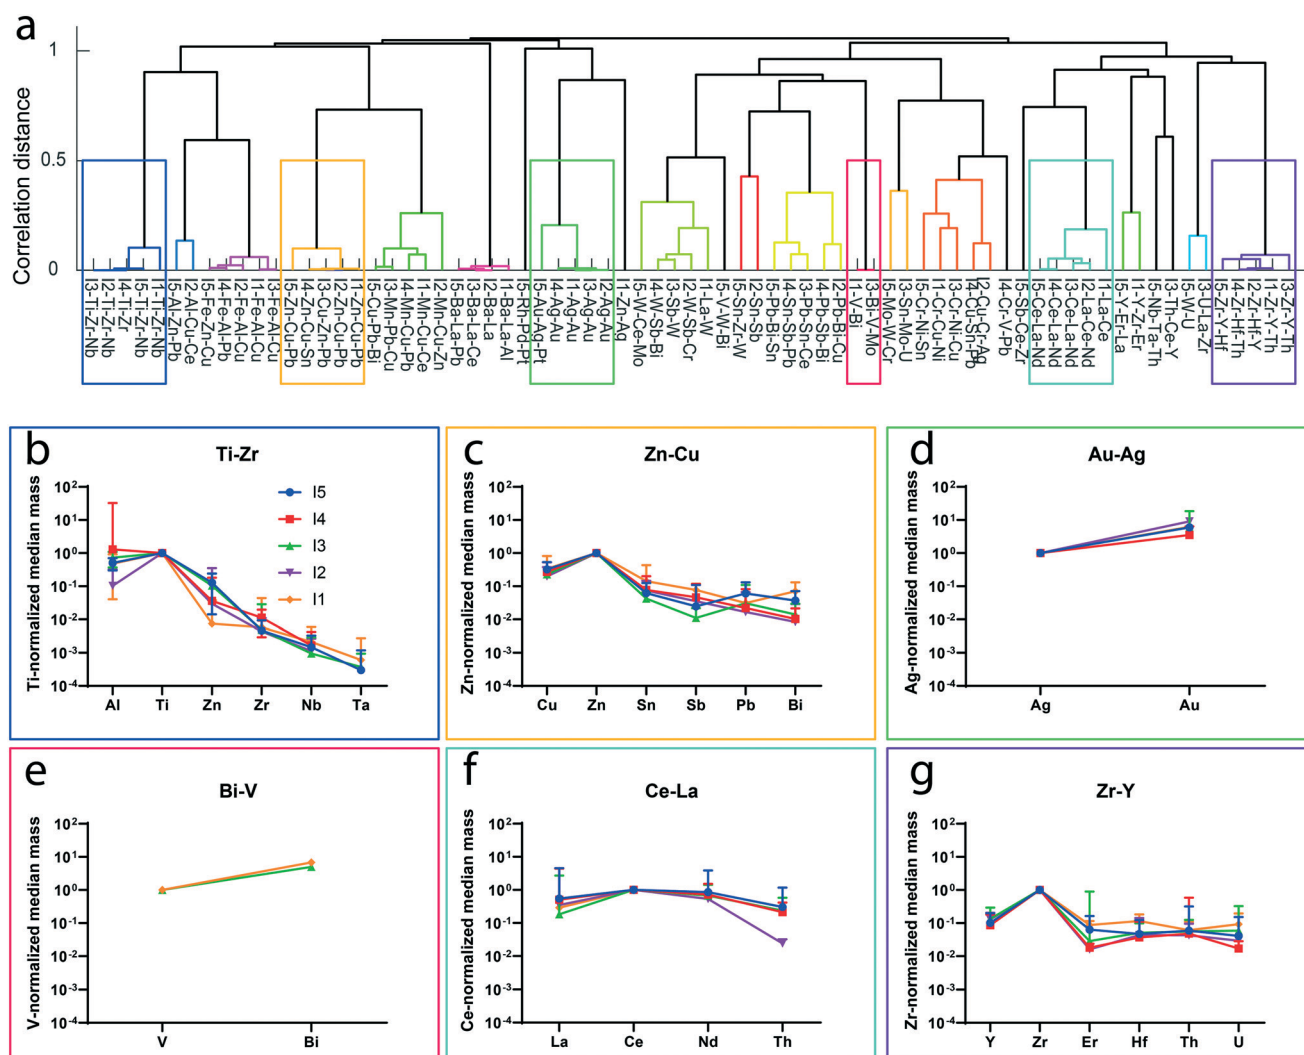 a
Correlation distance
1
0.5
0
I3-Ti-Zr-Nb
I2-Ti-Zr-Nb
I4-Ti-Zr
I5-Ti-Zr-Nb
I1-Ti-Zr-Nb
I5-Al-Zn-Pb
I2-Al-Cu-Ce
I5-Fe-Zn-Cu
I4-Fe-Al-Pb
I2-Fe-Al-Cu
I1-Fe-Al-Cu
I3-Fe-Al-Cu
I5-Zn-Cu-Pb
I4-Zn-Cu-Sn
I3-Cu-Zn-Pb
I2-Zn-Cu-Pb
I1-Zn-Cu-Pb
I5-Cu-Pb-Bi
I3-Mn-Pb-Cu
I4-Mn-Cu-Pb
I1-Mn-Cu-Ce
I2-Mn-Cu-Zn
I5-Ba-La-Pb
I3-Ba-La-Ce
I2-Ba-La
I1-Ba-La-Al
I5-Rh-Pd-Pt
I5-Au-Ag-Pt
I4-Ag-Au
I1-Ag-Au
I3-Ag-Au
I2-Ag-Au
I1-Zn-Ag
I5-W-Ce-Mo
I4-W-Sb-Bi
I3-Sb-W
I2-W-Sb-Cr
I1-La-W
I5-V-W-Bi
I5-Sn-Zr-W
I2-Sn-Sb
I5-Pb-Bi-Sn
I4-Sn-Sb-Pb
I3-Pb-Sn-Ce
I4-Pb-Sb-Bi
I2-Pb-Bi-Cu
I1-V-Bi
I3-Bi-V-Mo
I5-Mo-W-Cr
I3-Sn-Mo-U
I5-Cr-Ni-Sn
I1-Cr-Cu-Ni
I3-Cr-Ni-Cu
I2-Cu-Cr-Ag
I4-Cr-V-Pb
I5-Sb-Ce-Zr
I5-Ce-La-Nd
I4-Ce-La-Nd
I3-Ce-La-Nd
I2-La-Ce-Nd
I1-La-Ce
I5-Y-Er-La
I1-Y-Zr-Er
I5-Nb-Ta-Th
I3-Th-Ce-Y
I5-W-U
I3-U-La-Zr
I5-Zr-Y-Hf
I4-Zr-Hf-Th
I2-Zr-Hf-Y
I1-Zr-Y-Th
I3-Zr-Y-Th
b
Ti-Zr
Ti-normalized median mass
10²
10¹
10⁰
10⁻¹
10⁻²
10⁻³
10⁻⁴
I5
I4
I3
I2
I1
Al Ti Zn Zr Nb Ta
c
Zn-Cu
Zn-normalized median mass
10²
10¹
10⁰
10⁻¹
10⁻²
10⁻³
10⁻⁴
Cu Zn Sn Sb Pb Bi
d
Au-Ag
Ag-normalized median mass
10²
10¹
10⁰
10⁻¹
10⁻²
10⁻³
10⁻⁴
Ag Au
e
Bi-V
V-normalized median mass
10²
10¹
10⁰
10⁻¹
10⁻²
10⁻³
10⁻⁴
V Bi
f
Ce-La
Ce-normalized median mass
10²
10¹
10⁰
10⁻¹
10⁻²
10⁻³
10⁻⁴
La Ce Nd Th
g
Zr-Y
Zr-normalized median mass
10²
10¹
10⁰
10⁻¹
10⁻²
10⁻³
10⁻⁴
Y Zr Er Hf Th U